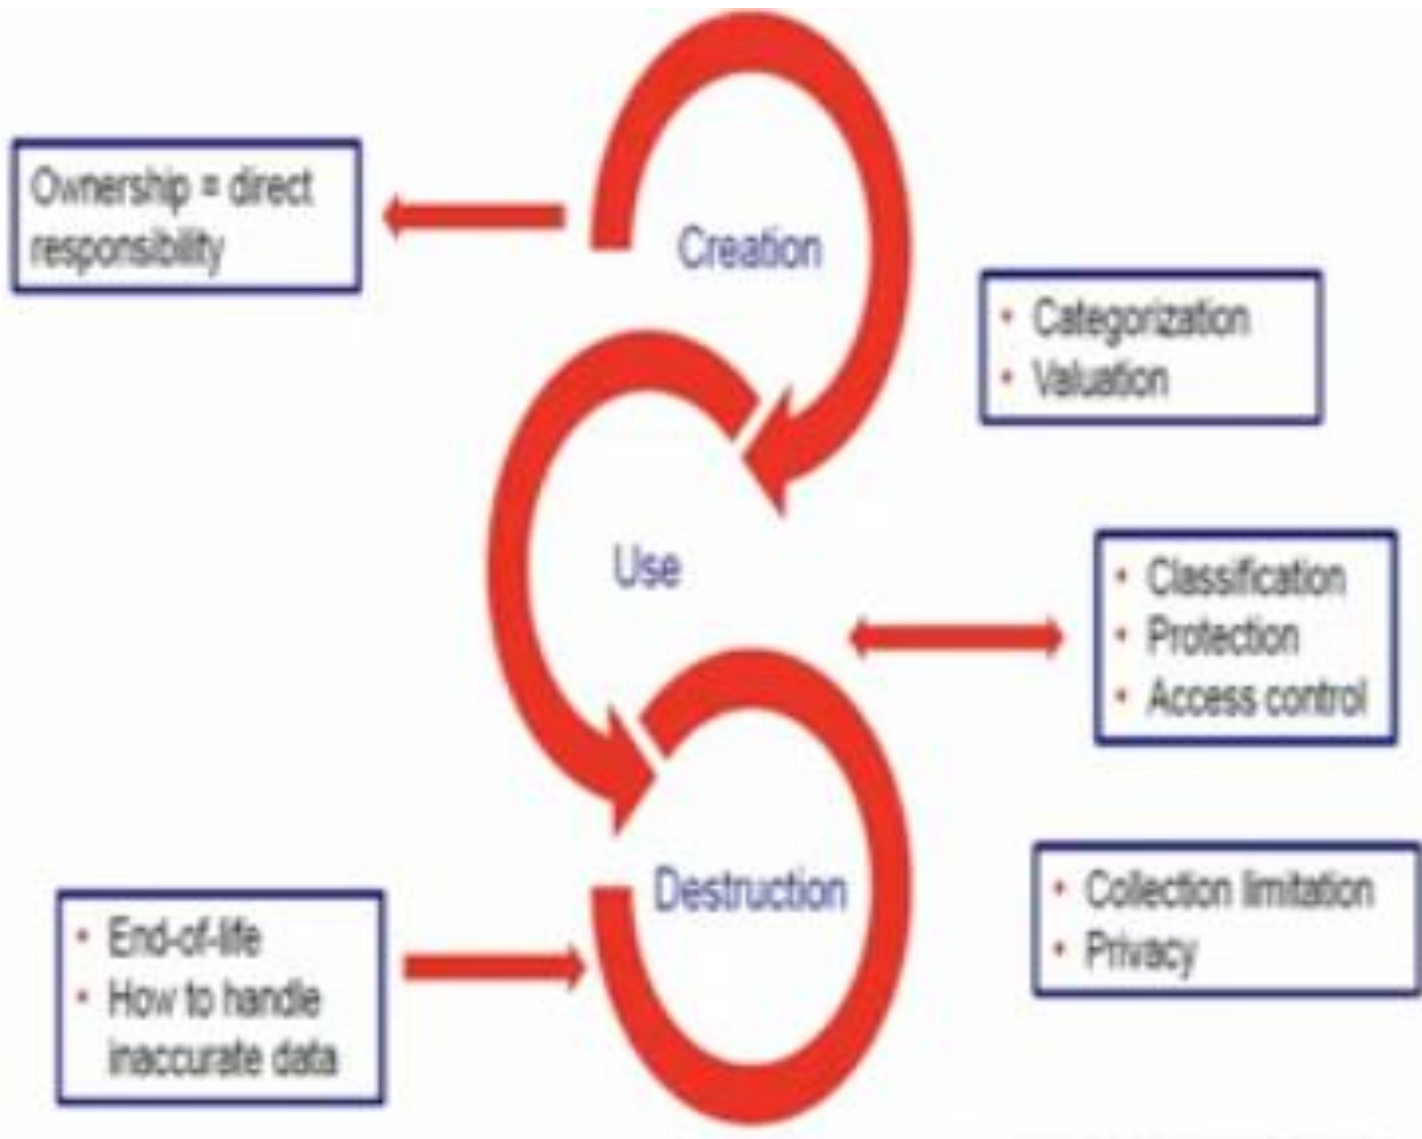 Ownership = direct
responsibility
Creation
• Categorization
• Valuation
Use
• Classification
• Protection
• Access control
Destruction
• Collection limitation
• Privacy
• End-of-life
• How to handle
inaccurate data